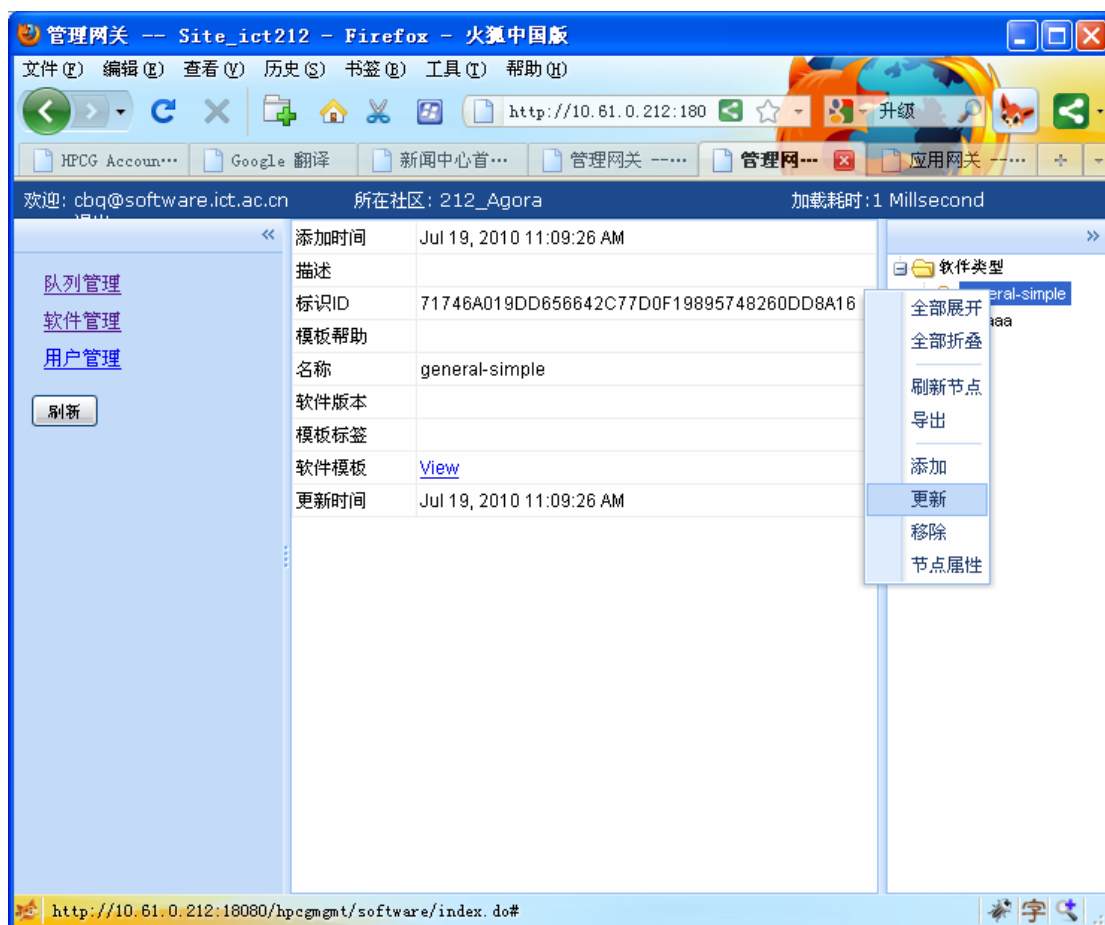 管理网关 -- Site_ict212 - Firefox - 火狐中国版
文件(F) 编辑(E) 查看(V) 历史(S) 书签(B) 工具(T) 帮助(H)
http://10.61.0.212:180
升级
HPCG Accoun···
Google 翻译
新闻中心首···
管理网关 --···
管理网···
应用网关 --···
欢迎: cbq@software.ict.ac.cn
所在社区: 212_Agora
加载耗时:1 Millsecond
队列管理
软件管理
用户管理
刷新
添加时间 Jul 19, 2010 11:09:26 AM
描述
标识ID 71746A019DD656642C77D0F19895748260DD8A16
模板帮助
名称 general-simple
软件版本
模板标签
软件模板 View
更新时间 Jul 19, 2010 11:09:26 AM
软件类型
eral-simple
aaa
全部展开
全部折叠
刷新节点
导出
添加
更新
移除
节点属性
http://10.61.0.212:18080/hpcgmgmt/software/index.do#
字